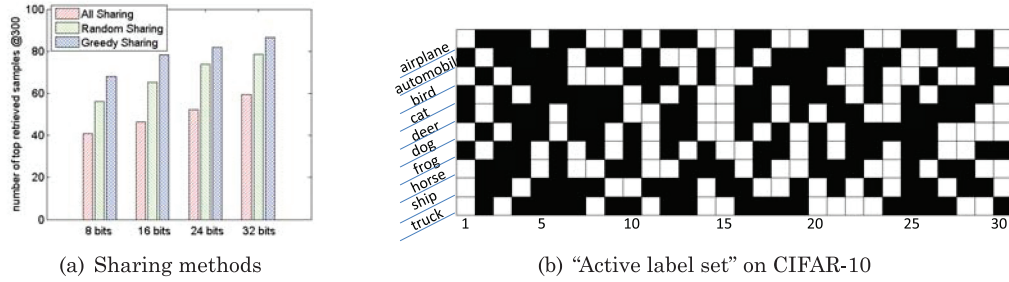 number of top retrieved samples @300
100
80
60
40
20
0
All Sharing
Random Sharing
Greedy Sharing
8 bits 16 bits 24 bits 32 bits
(a) Sharing methods
airplane
automobil
bird
cat
deer
dog
frog
horse
ship
truck
1 5 10 15 20 25 30
(b) “Active label set” on CIFAR-10